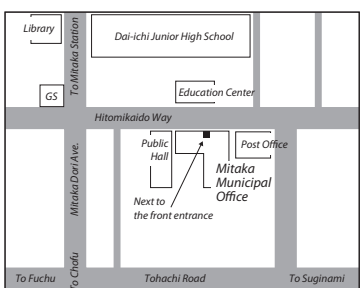 Library
To Mitaka Station
Dai-ichi Junior High School
GS
Education Center
Hitomikaido Way
Mitaka Dori Ave.
Public
Hall
Post Office
Mitaka
Municipal
Office
Next to
the front entrance
To Chofu
To Fuchu
Tohachi Road
To Suginami